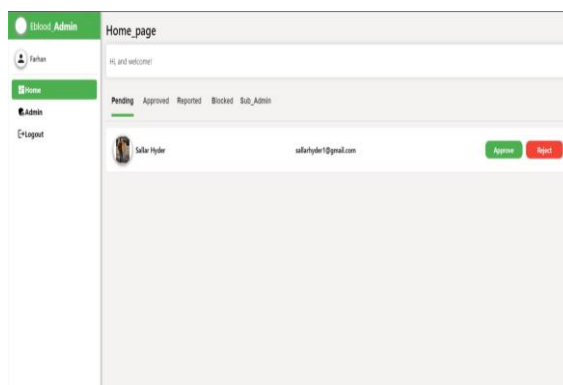 Eblood_Admin
Farhan
Home
Admin
Logout
Home_page
Hi, and welcome!
Pending Approved Reported Blocked Sub_Admin
Sallar Hyder sallarhyder1@gmail.com Approve Reject